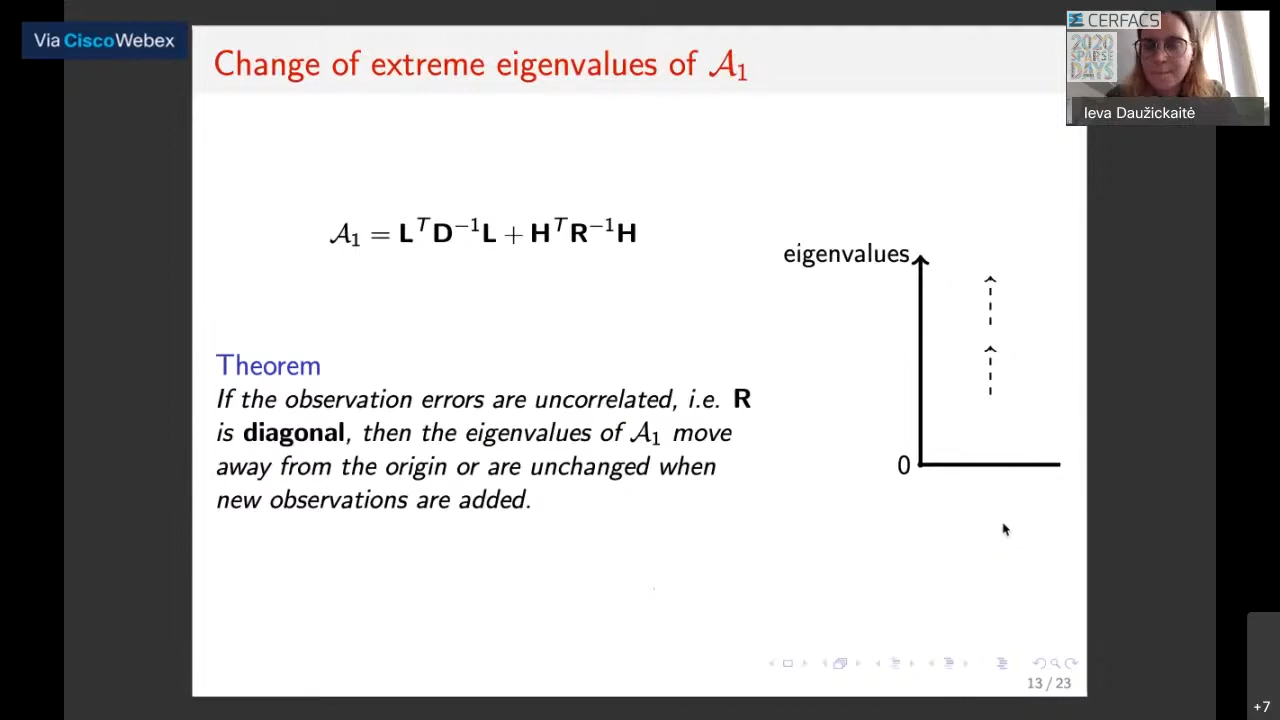 Via Cisco Webex
CERFACS
2020
SPARSE
DAYS
Ieva Daužickaitė
Change of extreme eigenvalues of 𝒜₁
𝒜₁ = LᵀD⁻¹L + HᵀR⁻¹H
eigenvalues
0
Theorem
If the observation errors are uncorrelated, i.e. R
is diagonal, then the eigenvalues of 𝒜₁ move
away from the origin or are unchanged when
new observations are added.
13 / 23
+7